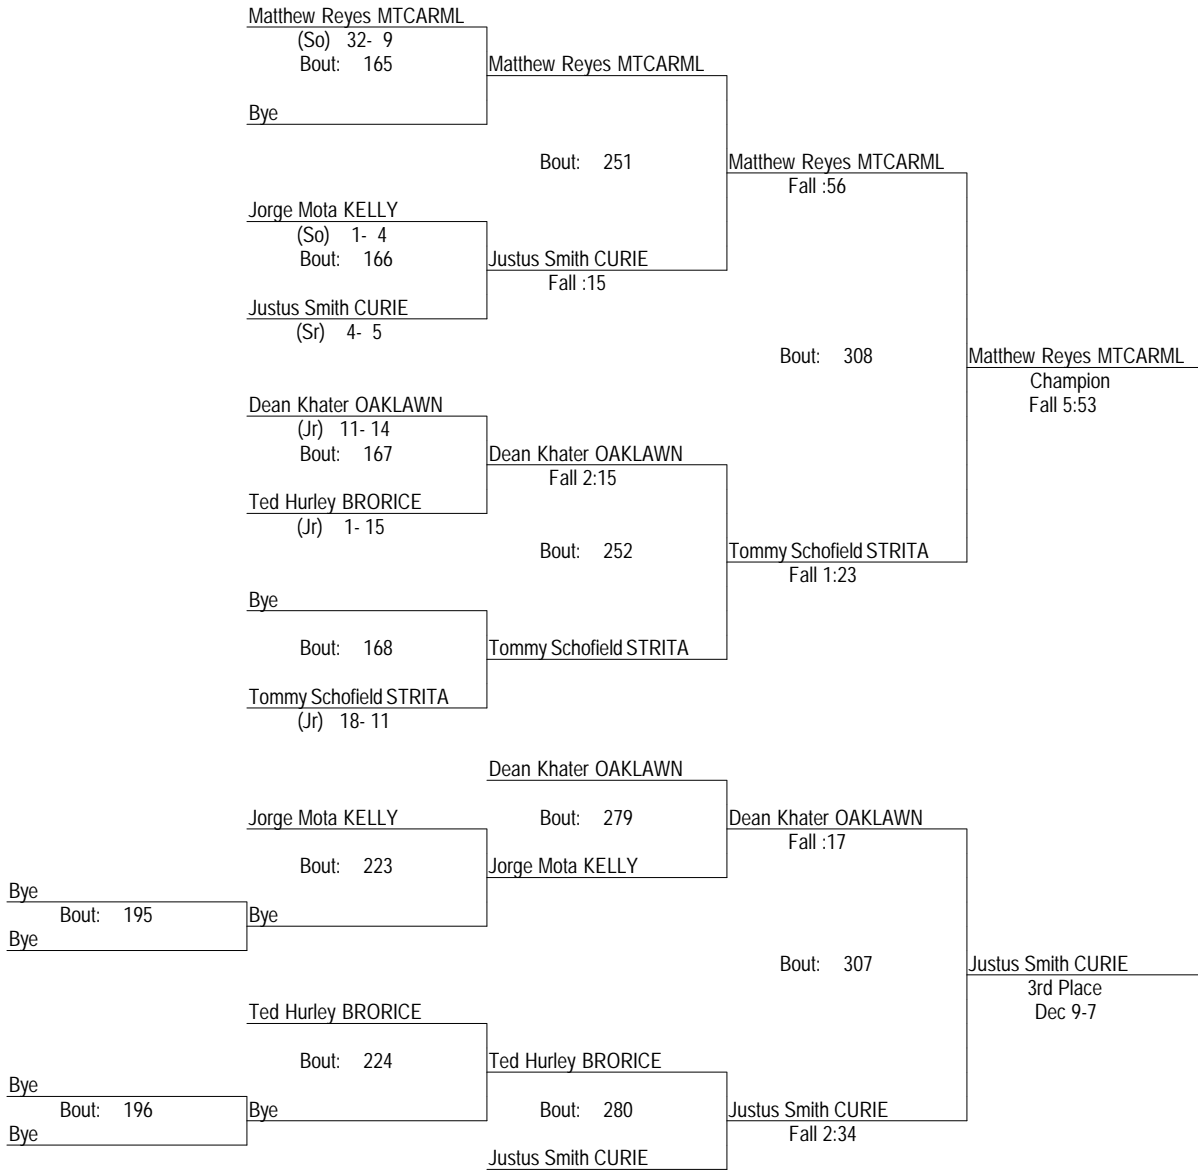 Matthew Reyes MTCARML
(So) 32- 9
Bout: 165
Matthew Reyes MTCARML
Bye
Bout: 251
Matthew Reyes MTCARML
Fall :56
Jorge Mota KELLY
(So) 1- 4
Bout: 166
Justus Smith CURIE
Fall :15
Justus Smith CURIE
(Sr) 4- 5
Bout: 308
Matthew Reyes MTCARML
Champion
Fall 5:53
Dean Khater OAKLAWN
(Jr) 11- 14
Bout: 167
Dean Khater OAKLAWN
Fall 2:15
Ted Hurley BRORICE
(Jr) 1- 15
Bout: 252
Tommy Schofield STRITA
Fall 1:23
Bye
Bout: 168
Tommy Schofield STRITA
Tommy Schofield STRITA
(Jr) 18- 11
Dean Khater OAKLAWN
Jorge Mota KELLY
Bout: 279
Dean Khater OAKLAWN
Fall :17
Bout: 223
Jorge Mota KELLY
Bye
Bout: 195
Bye
Bye
Bout: 307
Justus Smith CURIE
3rd Place
Dec 9-7
Ted Hurley BRORICE
Bout: 224
Ted Hurley BRORICE
Bye
Bout: 196
Bye
Bye
Bout: 280
Justus Smith CURIE
Fall 2:34
Justus Smith CURIE